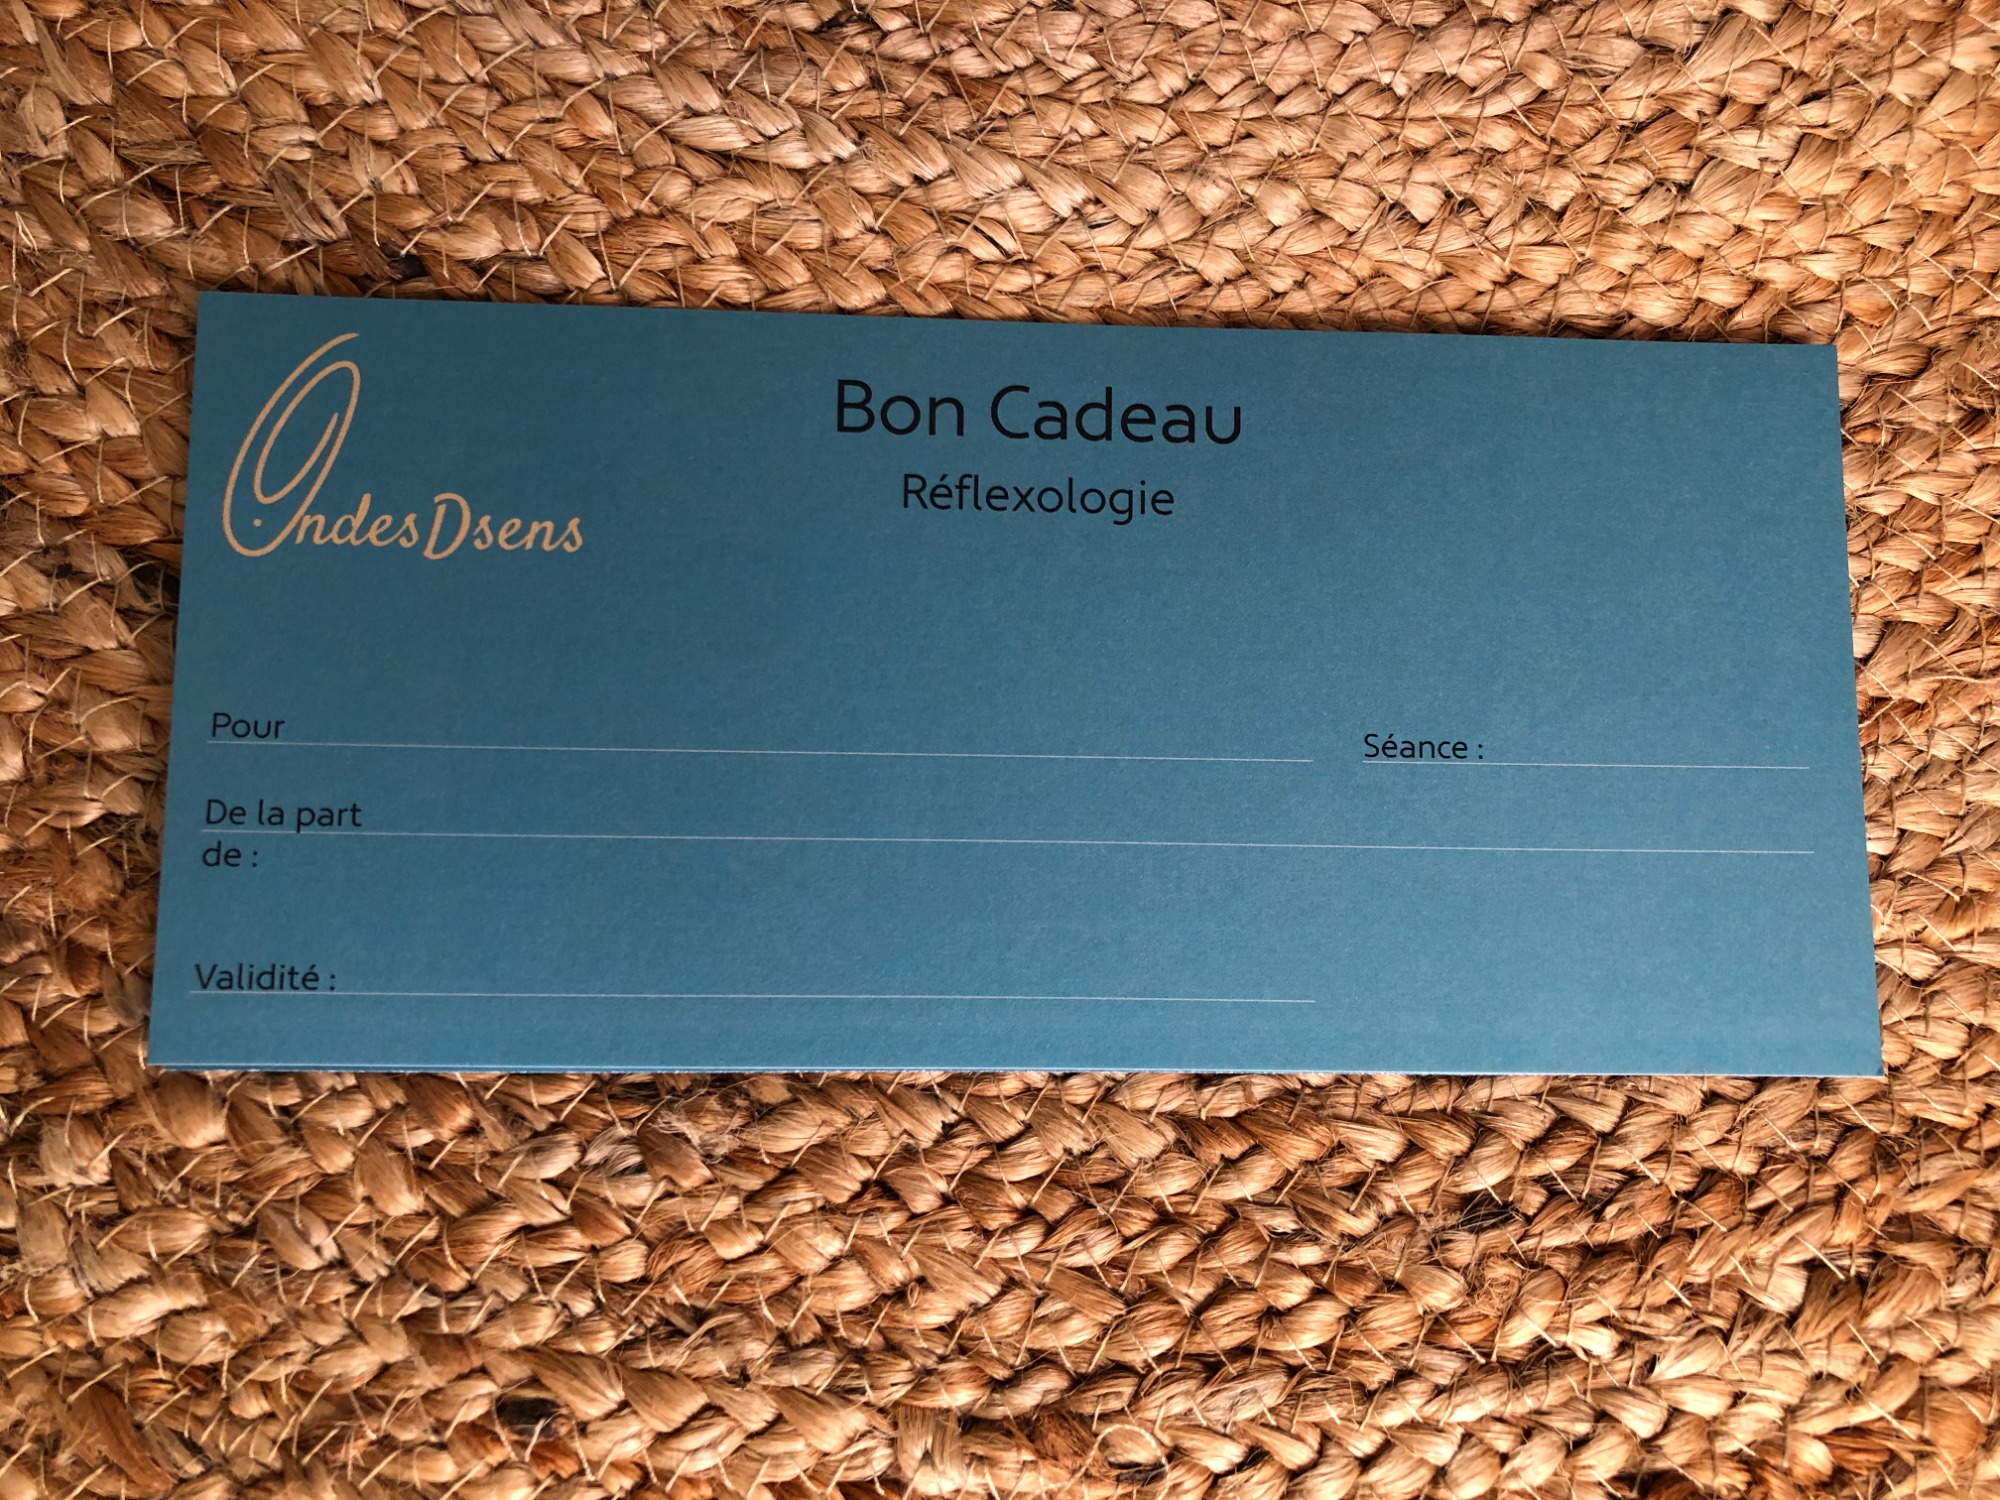 OndesDsens
Bon Cadeau
Réflexologie
Pour
Séance :
De la part
de :
Validité :